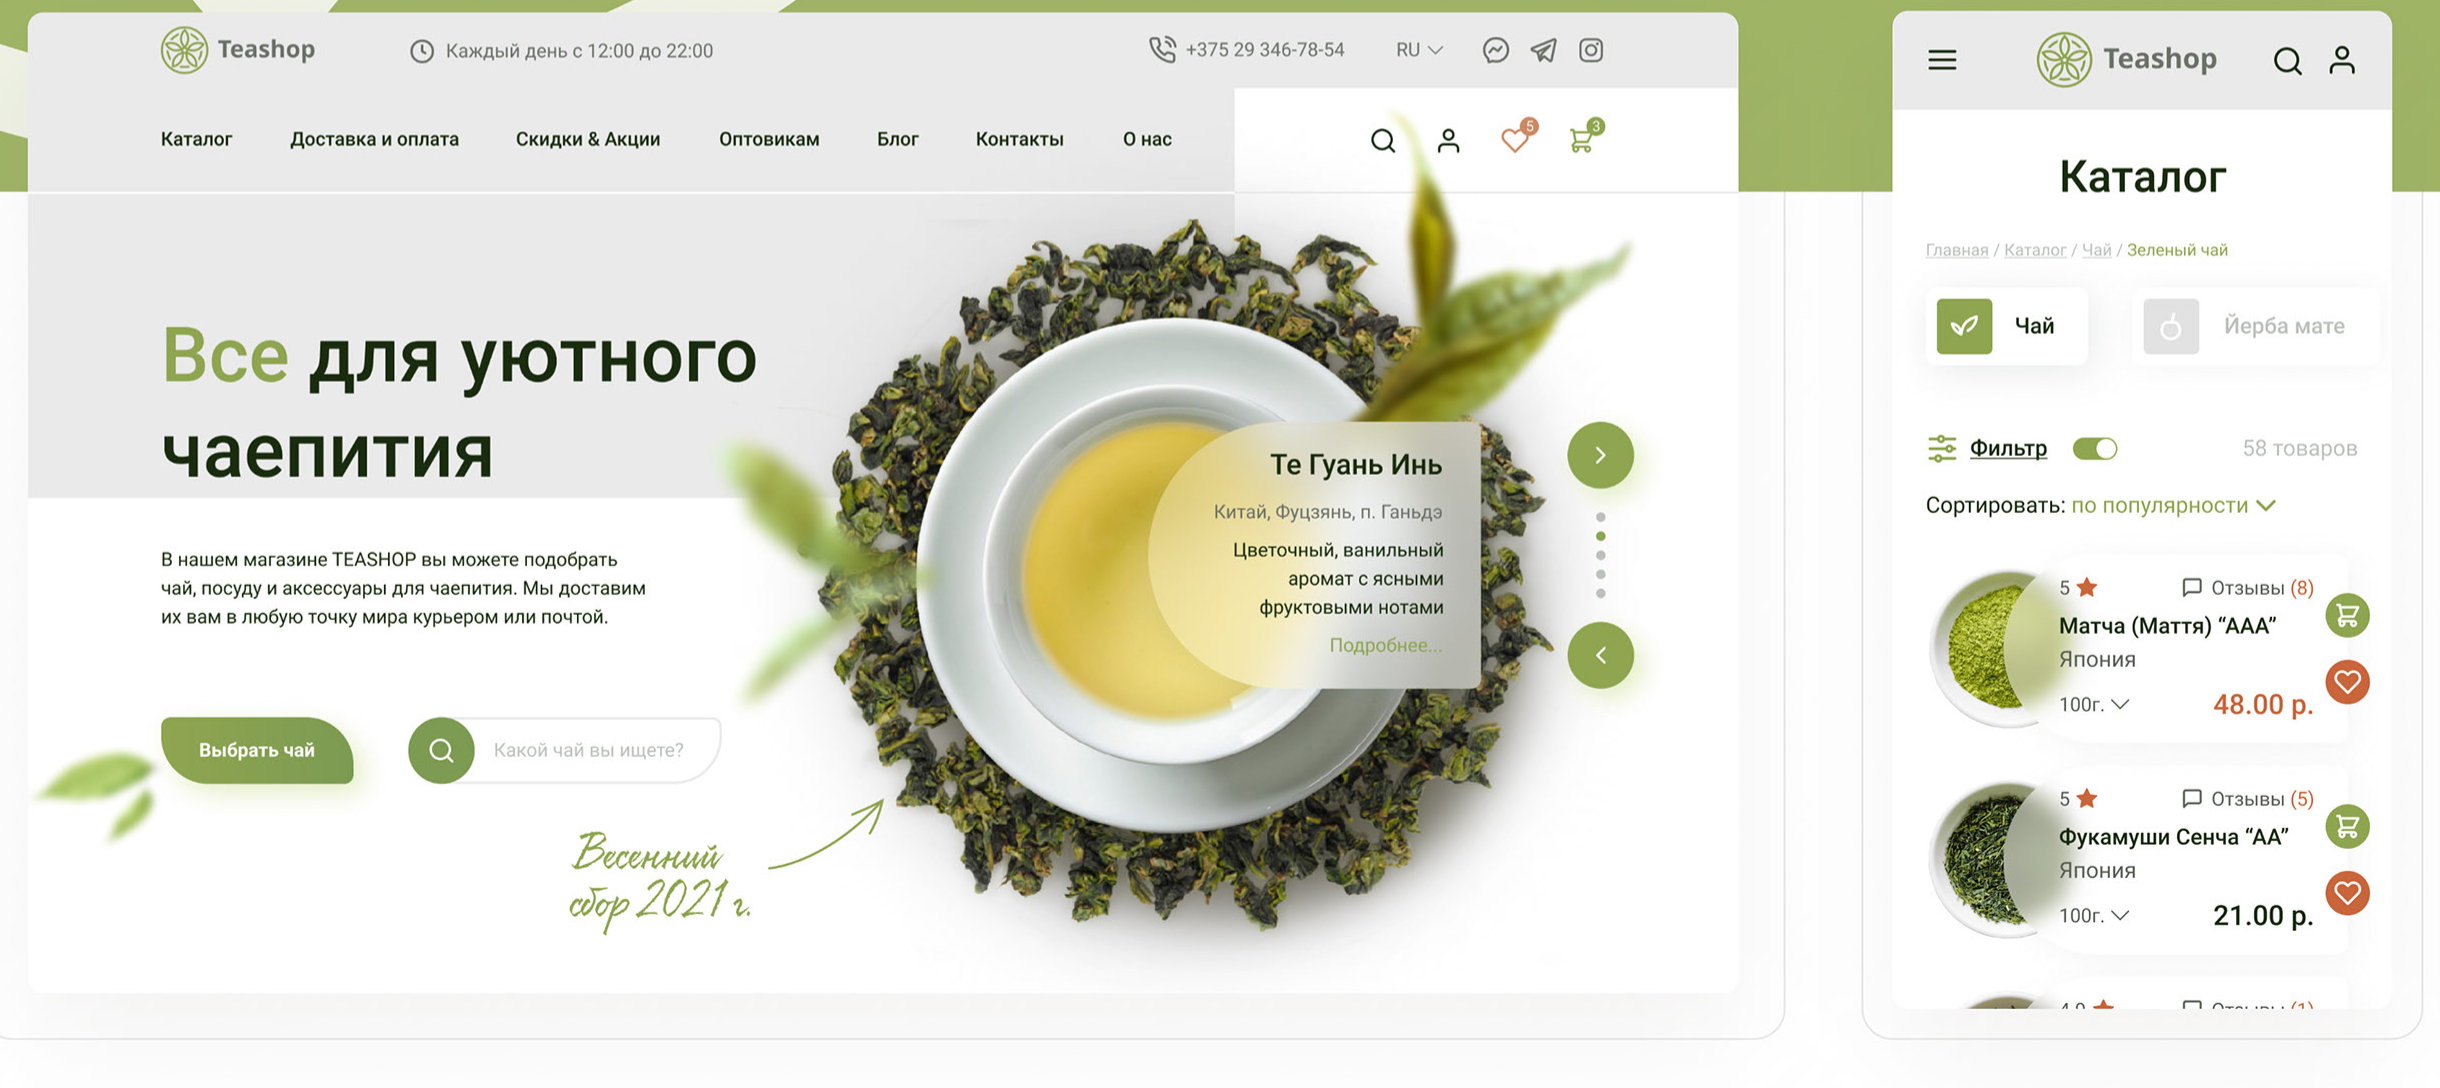 Teashop
Каждый день с 12:00 до 22:00
+375 29 346-78-54
RU
Каталог
Доставка и оплата
Скидки & Акции
Оптовикам
Блог
Контакты
О нас
5
3
Все для уютного
чаепития
В нашем магазине TEASHOP вы можете подобрать
чай, посуду и аксессуары для чаепития. Мы доставим
их вам в любую точку мира курьером или почтой.
Выбрать чай
Какой чай вы ищете?
Весенний
сбор 2021 г.
Те Гуань Инь
Китай, Фуцзянь, п. Ганьдэ
Цветочный, ванильный
аромат с ясными
фруктовыми нотами
Подробнее...
Teashop
Каталог
Главная / Каталог / Чай / Зеленый чай
Чай
Йерба мате
Фильтр
58 товаров
Сортировать: по популярности
5
Отзывы (8)
Матча (Маття) “ААА”
Япония
100г.
48.00 р.
5
Отзывы (5)
Фукамуши Сенча “АА”
Япония
100г.
21.00 р.
4.9
Отзывы (1)